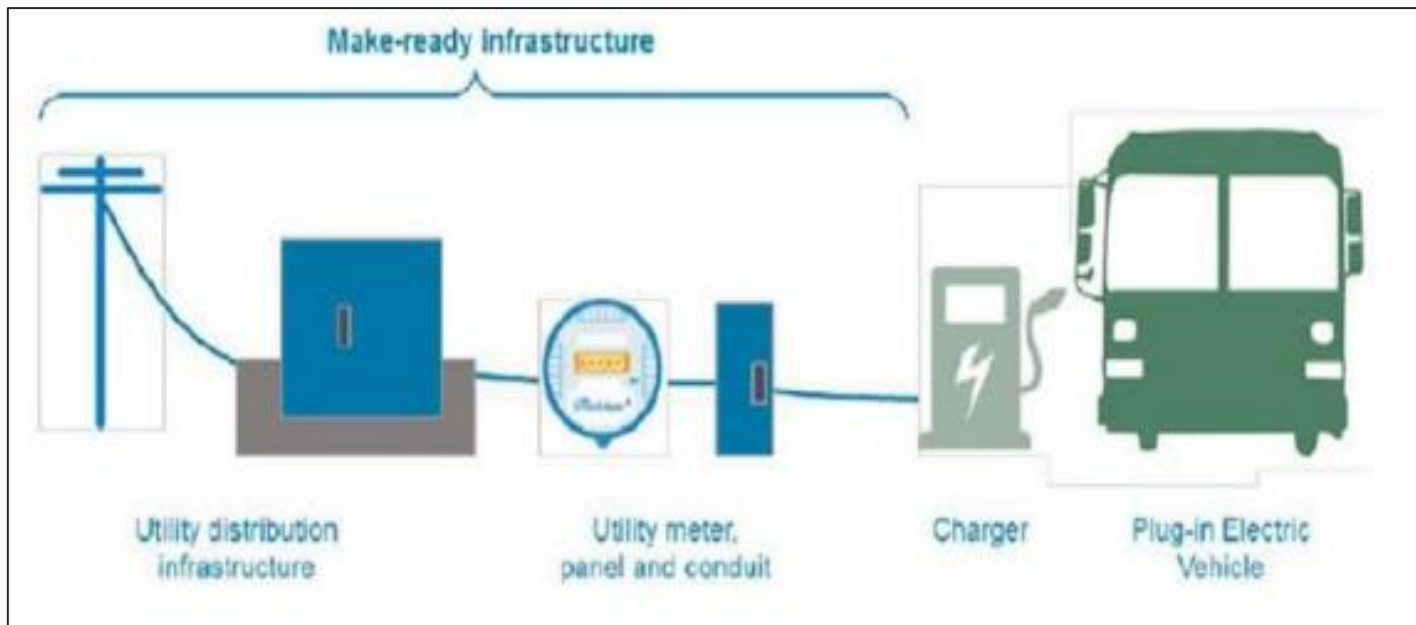 Make-ready infrastructure
Utility distribution
infrastructure
Utility meter,
panel and conduit
Charger
Plug-in Electric
Vehicle